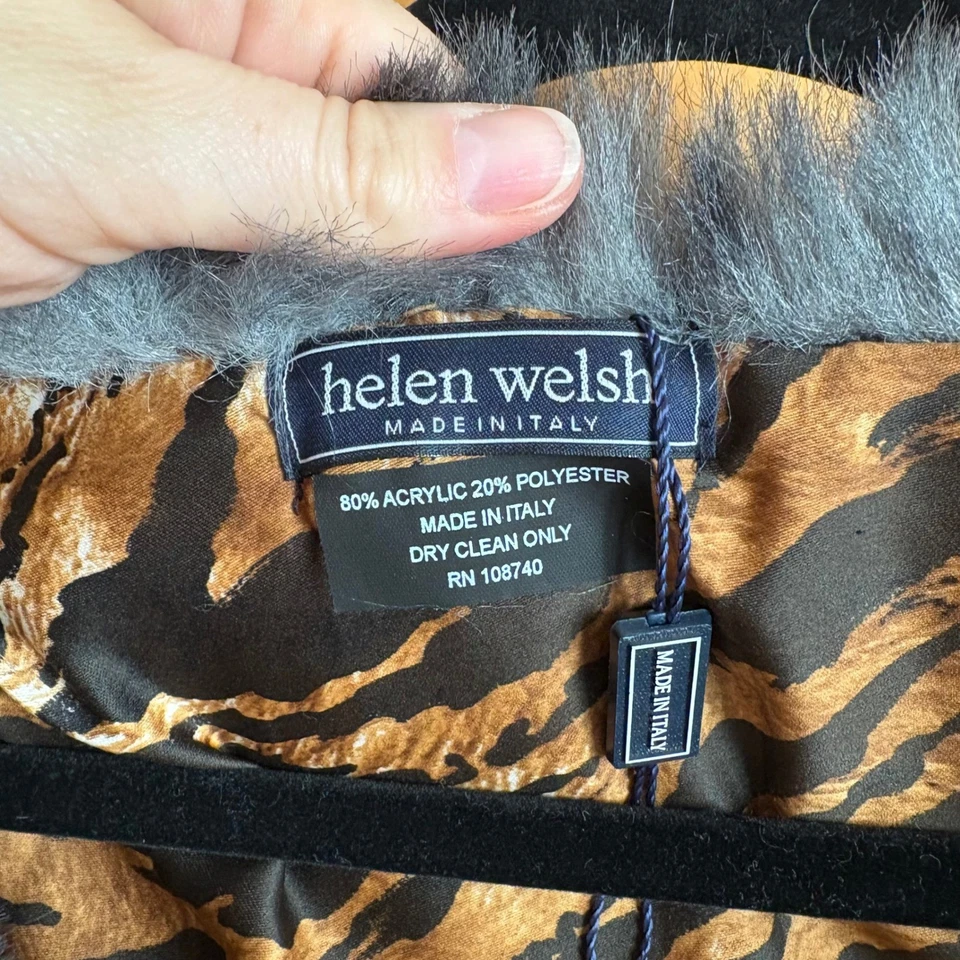 helen welsh
MADE IN ITALY
80% ACRYLIC 20% POLYESTER
MADE IN ITALY
DRY CLEAN ONLY
RN 108740
MADE IN ITALY